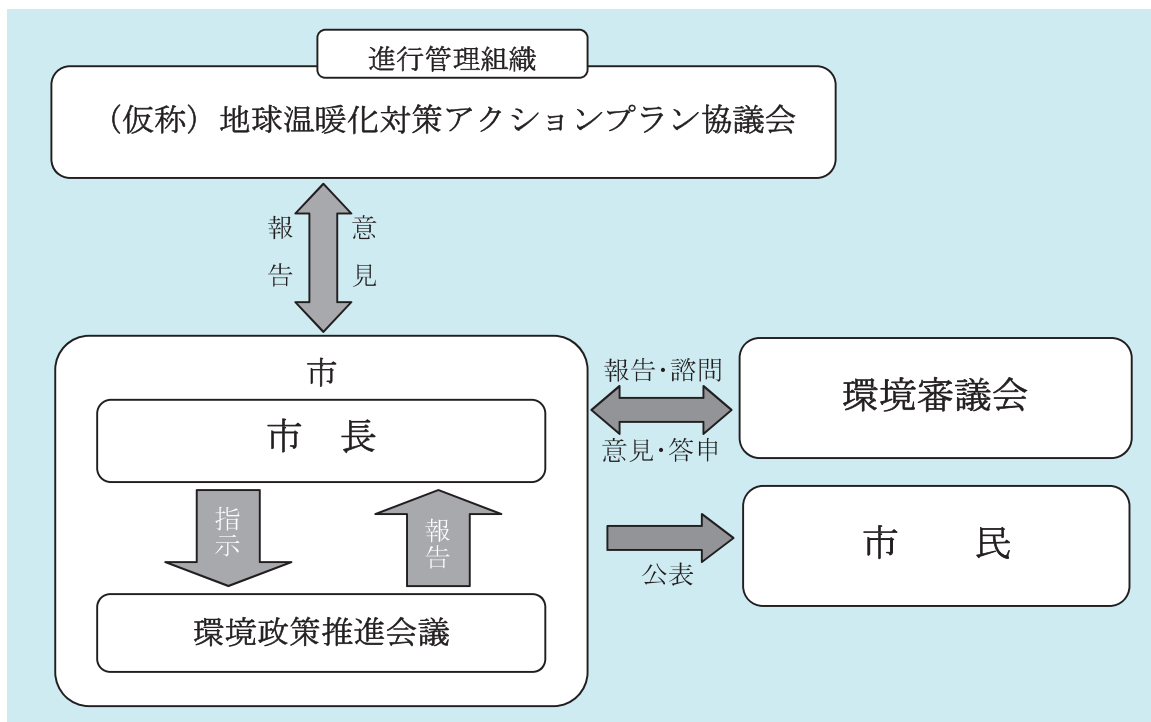 進行管理組織
（仮称）地球温暖化対策アクションプラン協議会
報告
意見
市
市　長
指示
報告
環境政策推進会議
報告・諮問
意見・答申
環境審議会
公表
市　　民